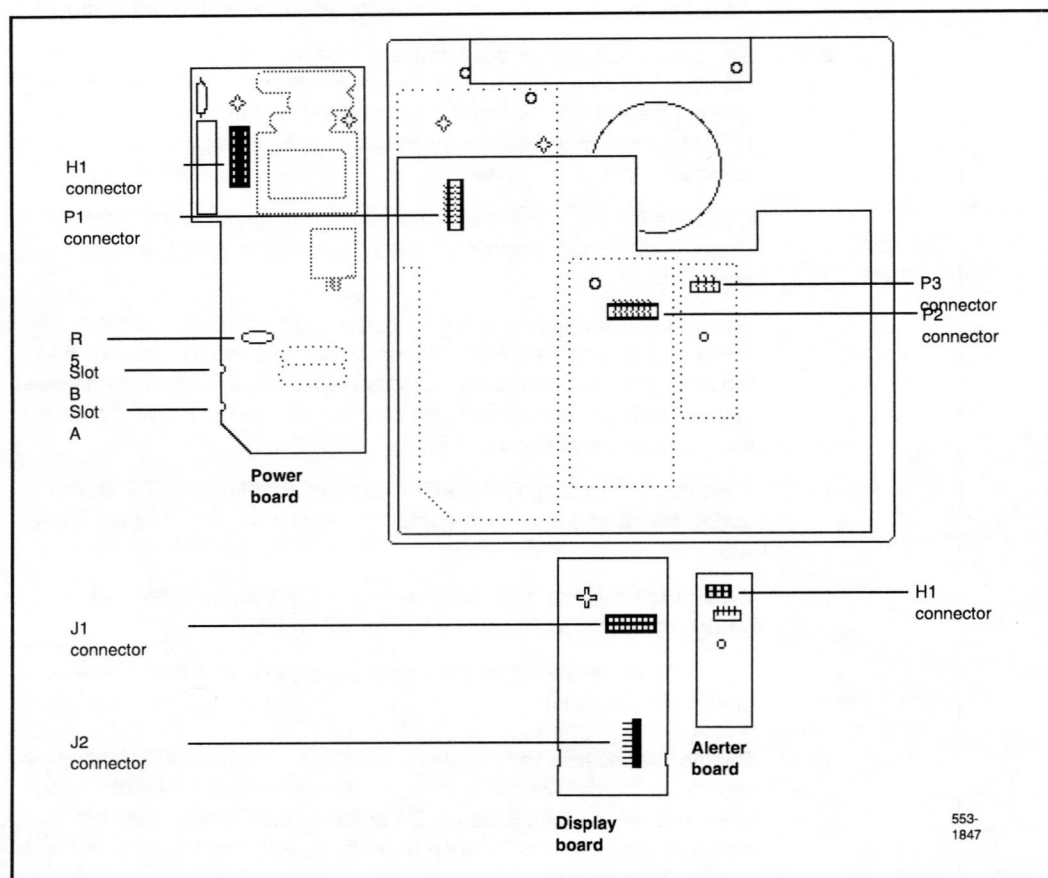 H1
connector
P1
connector
P3
connector
P2
connector
R
5
Slot
B
Slot
A
Power
board
H1
connector
J1
connector
J2
connector
Alerter
board
Display
board
553-
1847